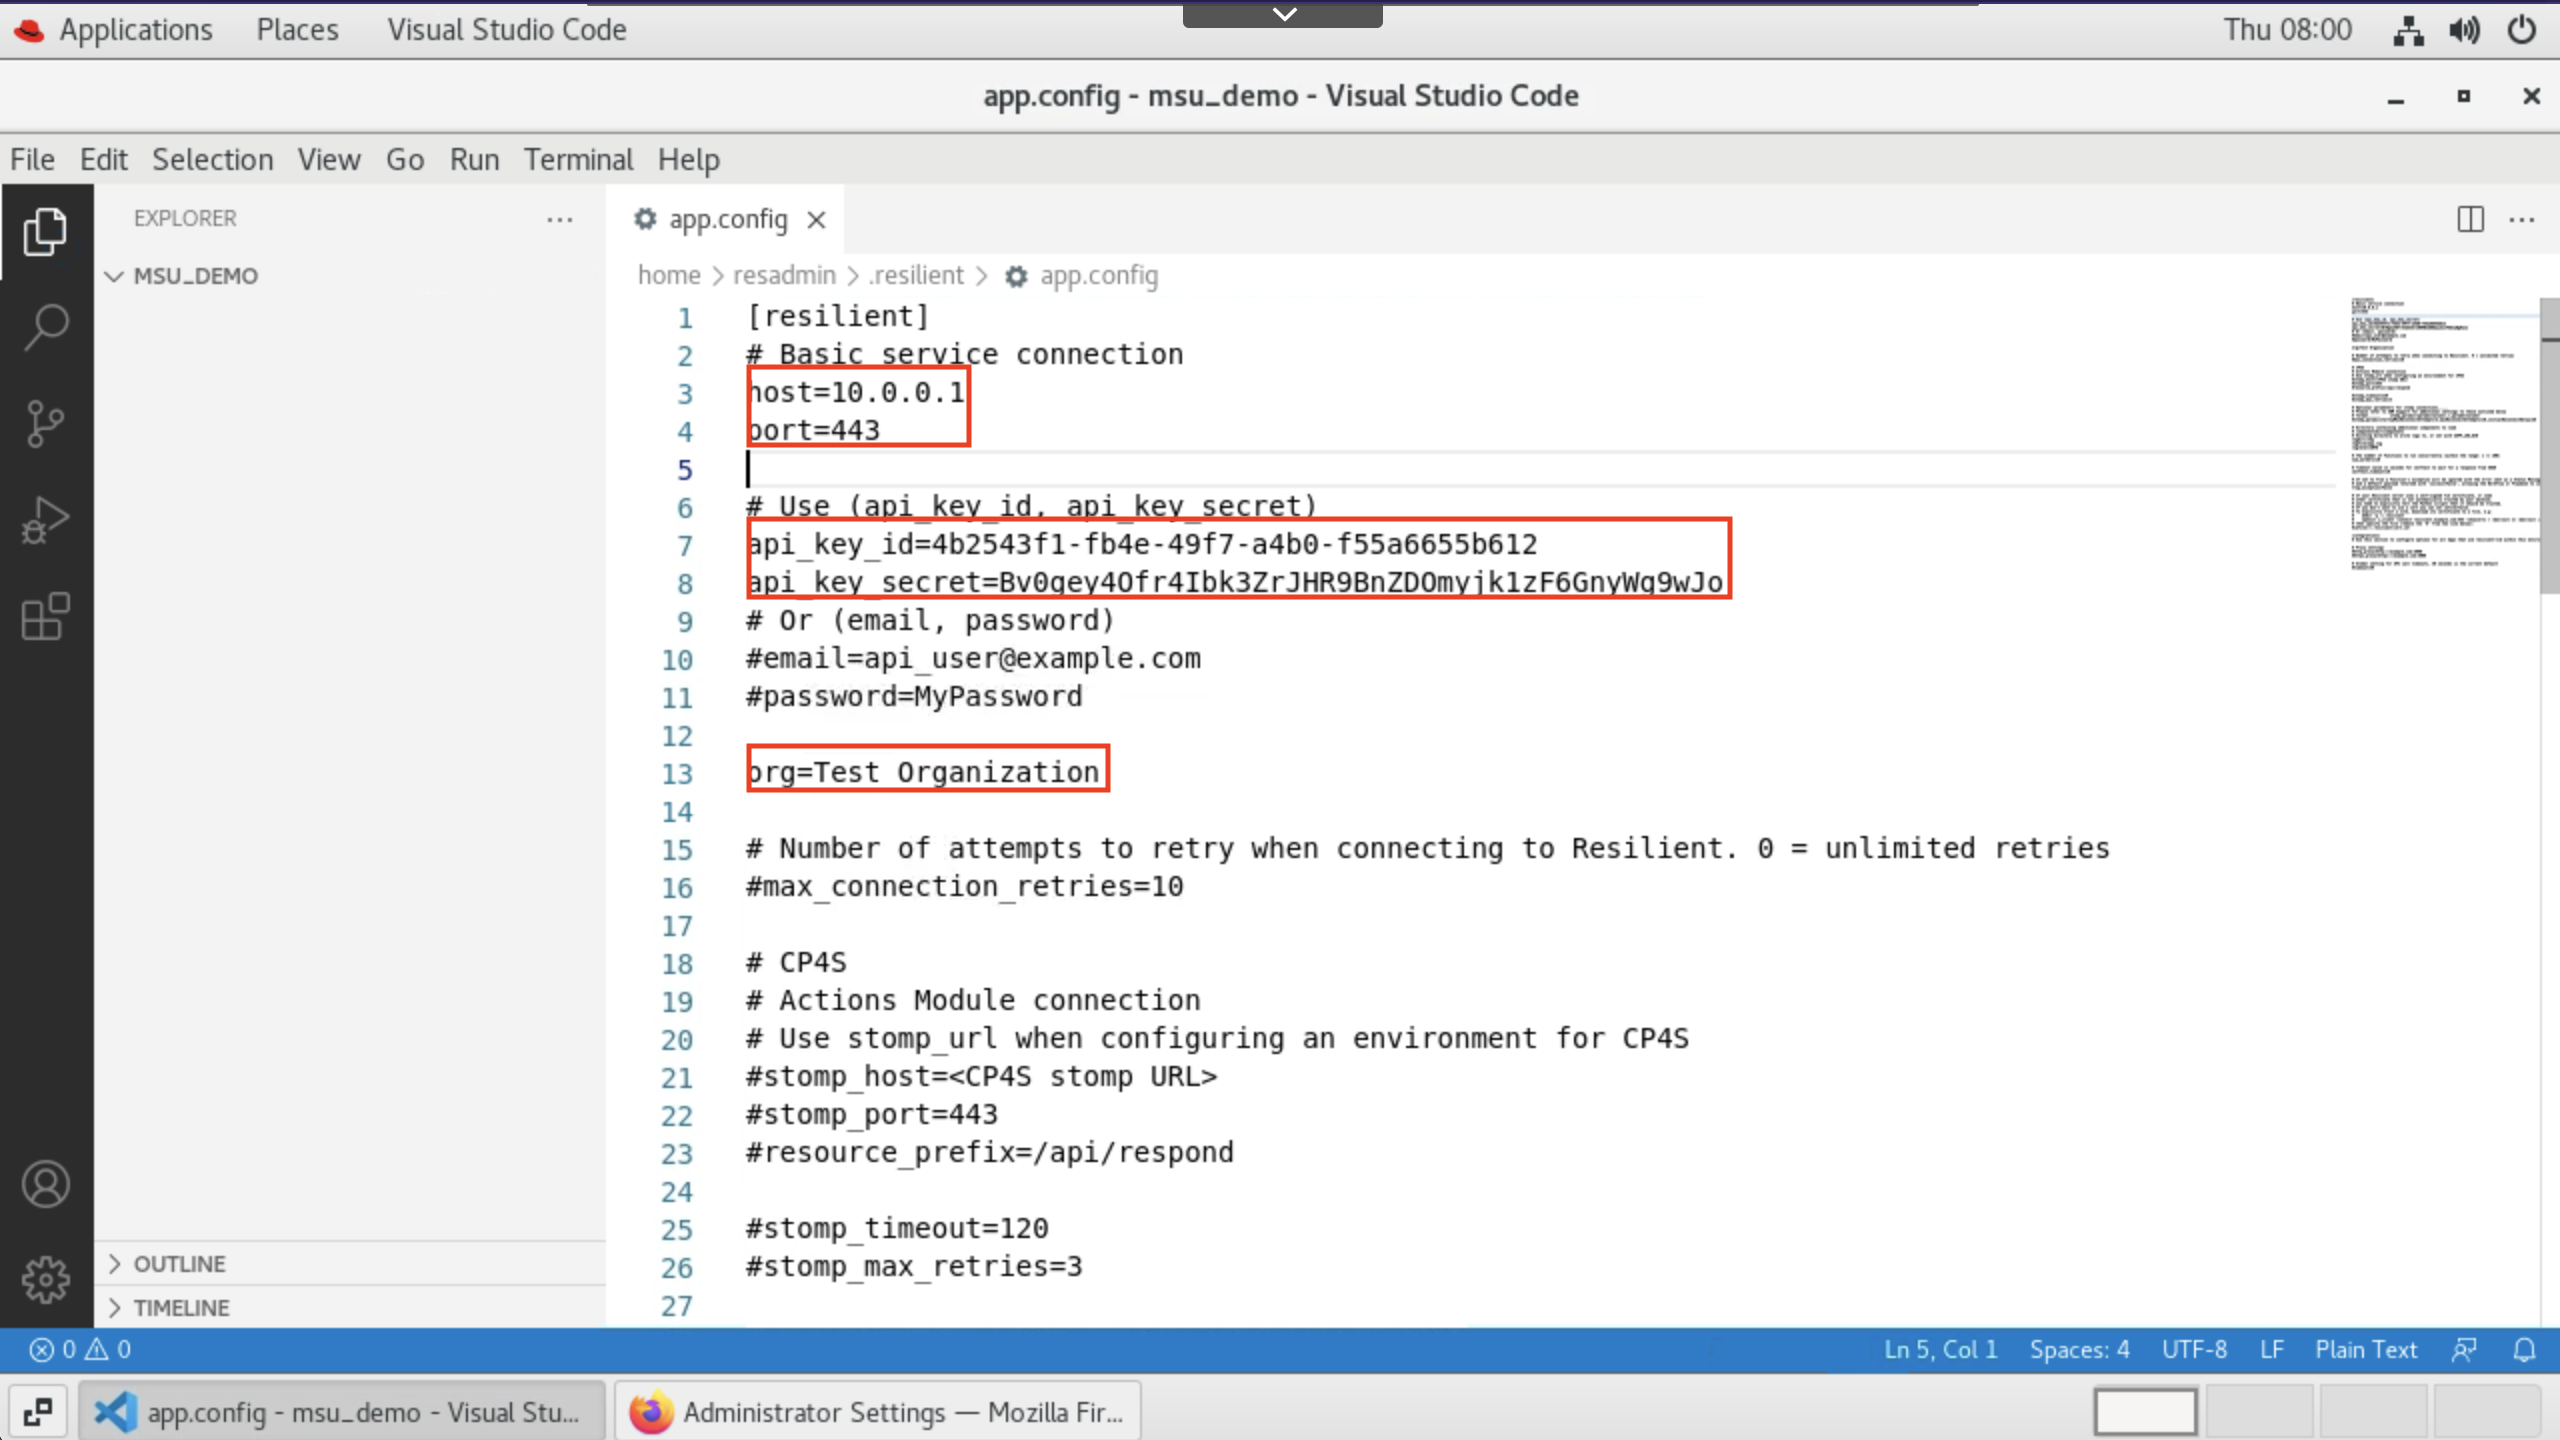 Applications Places Visual Studio Code Thu 08:00
app.config - msu_demo - Visual Studio Code
File Edit Selection View Go Run Terminal Help
EXPLORER
MSU_DEMO
app.config
home > resadmin > .resilient > app.config
1 [resilient]
2 # Basic service connection
3 host=10.0.0.1
4 port=443
5
6 # Use (api_key_id, api_key_secret)
7 api_key_id=4b2543f1-fb4e-49f7-a4b0-f55a6655b612
8 api_key_secret=Bv0gey4Ofr4Ibk3ZrJHR9BnZDOmyjk1zF6GnyWg9wJo
9 # Or (email, password)
10 #email=api_user@example.com
11 #password=MyPassword
12
13 org=Test Organization
14
15 # Number of attempts to retry when connecting to Resilient. 0 = unlimited retries
16 #max_connection_retries=10
17
18 # CP4S
19 # Actions Module connection
20 # Use stomp_url when configuring an environment for CP4S
21 #stomp_host=<CP4S stomp URL>
22 #stomp_port=443
23 #resource_prefix=/api/respond
24
25 #stomp_timeout=120
26 #stomp_max_retries=3
27
OUTLINE
TIMELINE
0 0 Ln 5, Col 1 Spaces: 4 UTF-8 LF Plain Text
app.config - msu_demo - Visual Stu... Administrator Settings — Mozilla Fir...